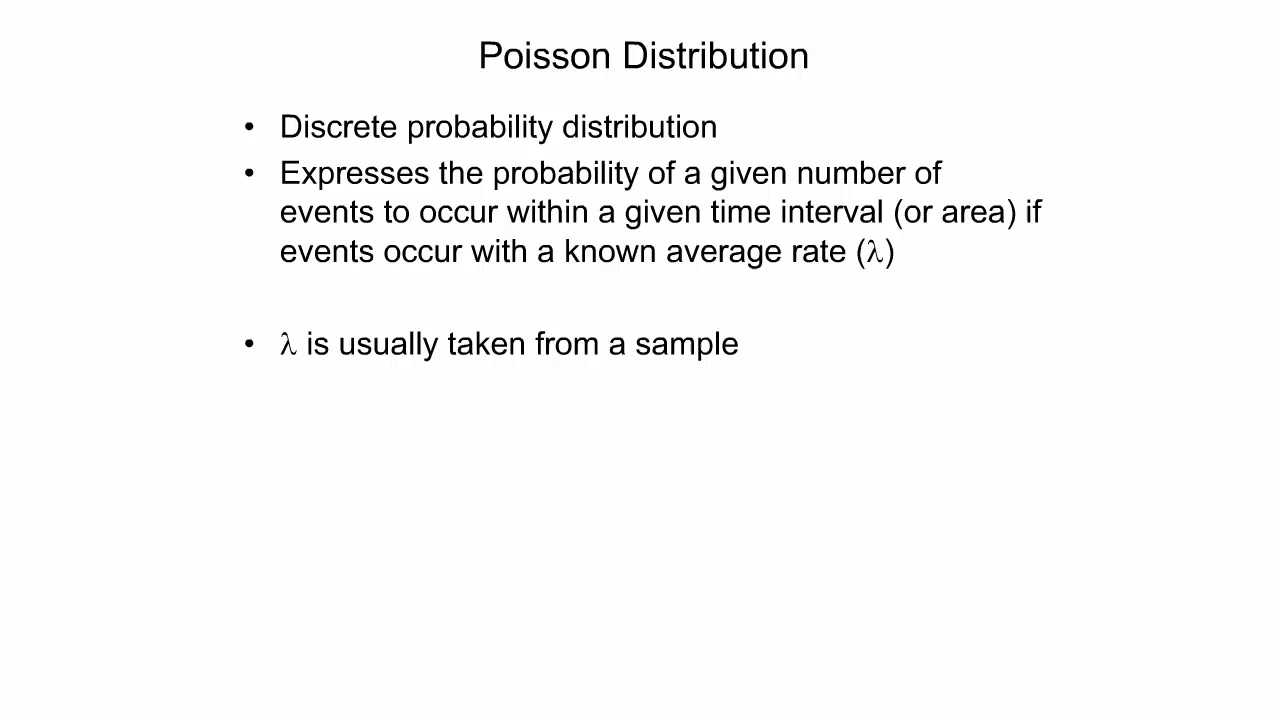 Poisson Distribution
• Discrete probability distribution
• Expresses the probability of a given number of
events to occur within a given time interval (or area) if
events occur with a known average rate (λ)
• λ is usually taken from a sample